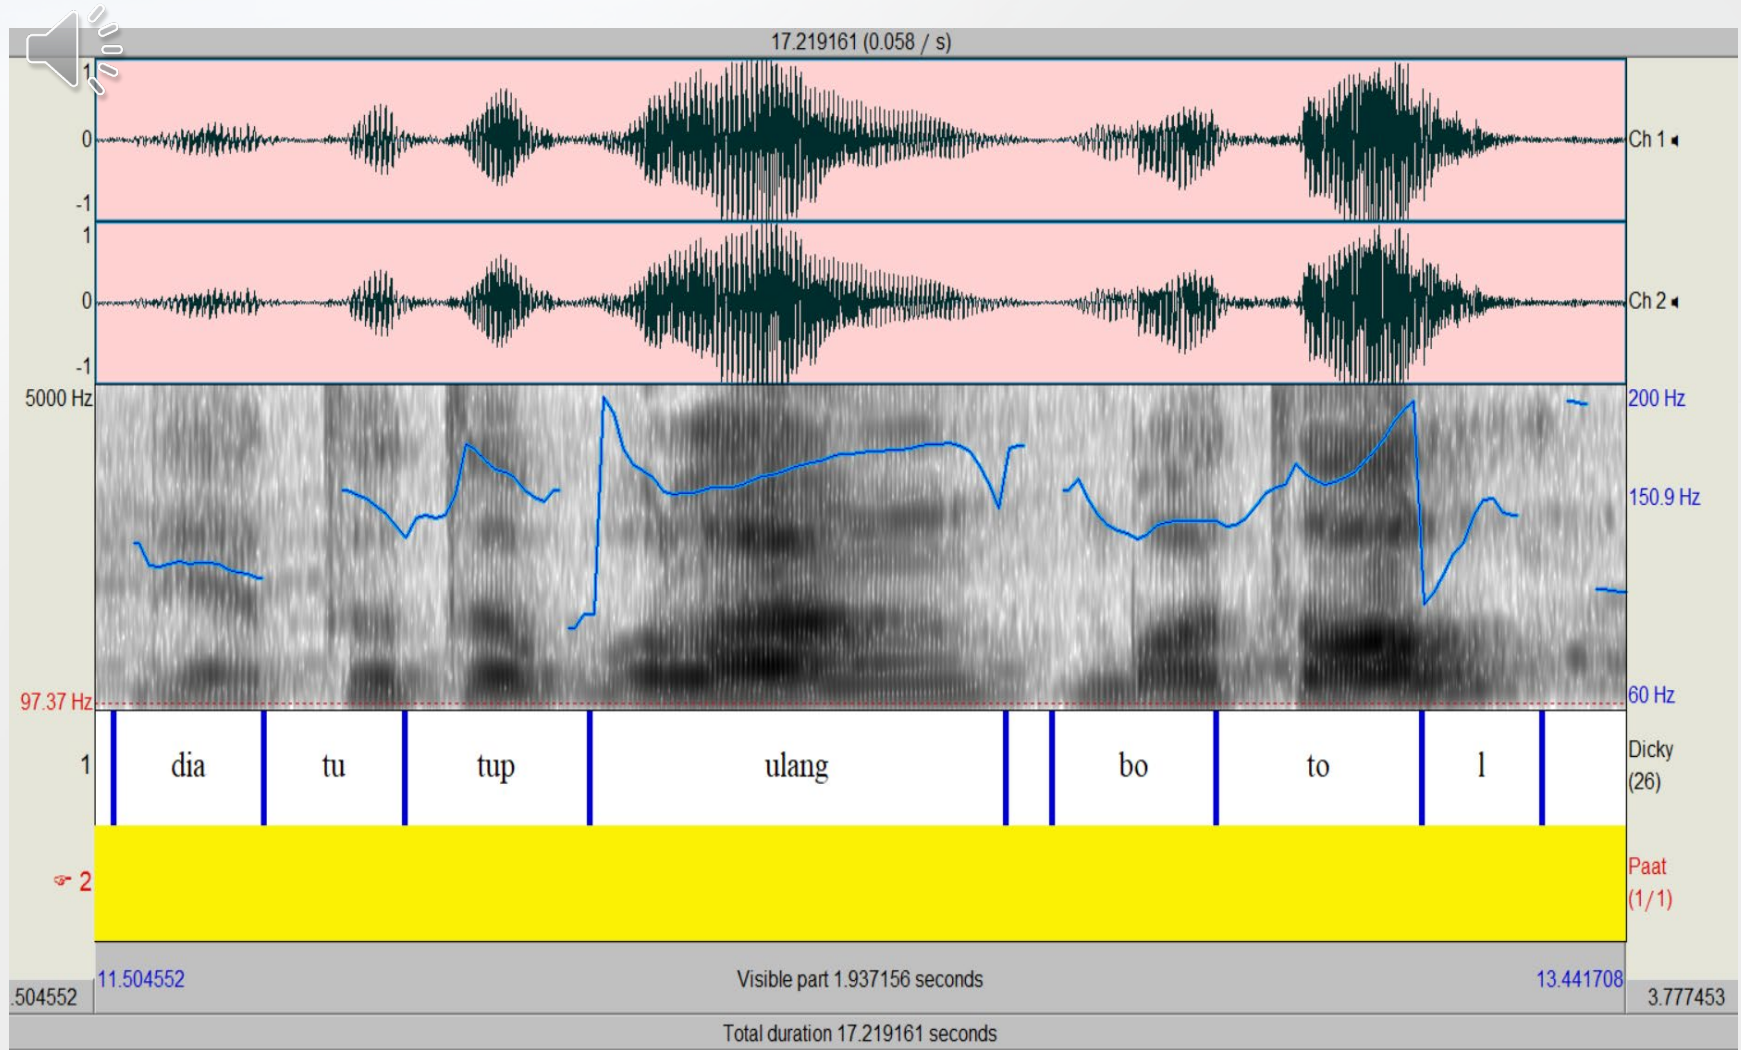 17.219161 (0.058 / s)
1
0
-1
Ch 1
1
0
-1
Ch 2
5000 Hz
97.37 Hz
200 Hz
150.9 Hz
60 Hz
1
dia tu tup ulang bo to l
Dicky
(26)
2
Paat
(1/1)
11.504552 Visible part 1.937156 seconds 13.441708
.504552 3.777453
Total duration 17.219161 seconds